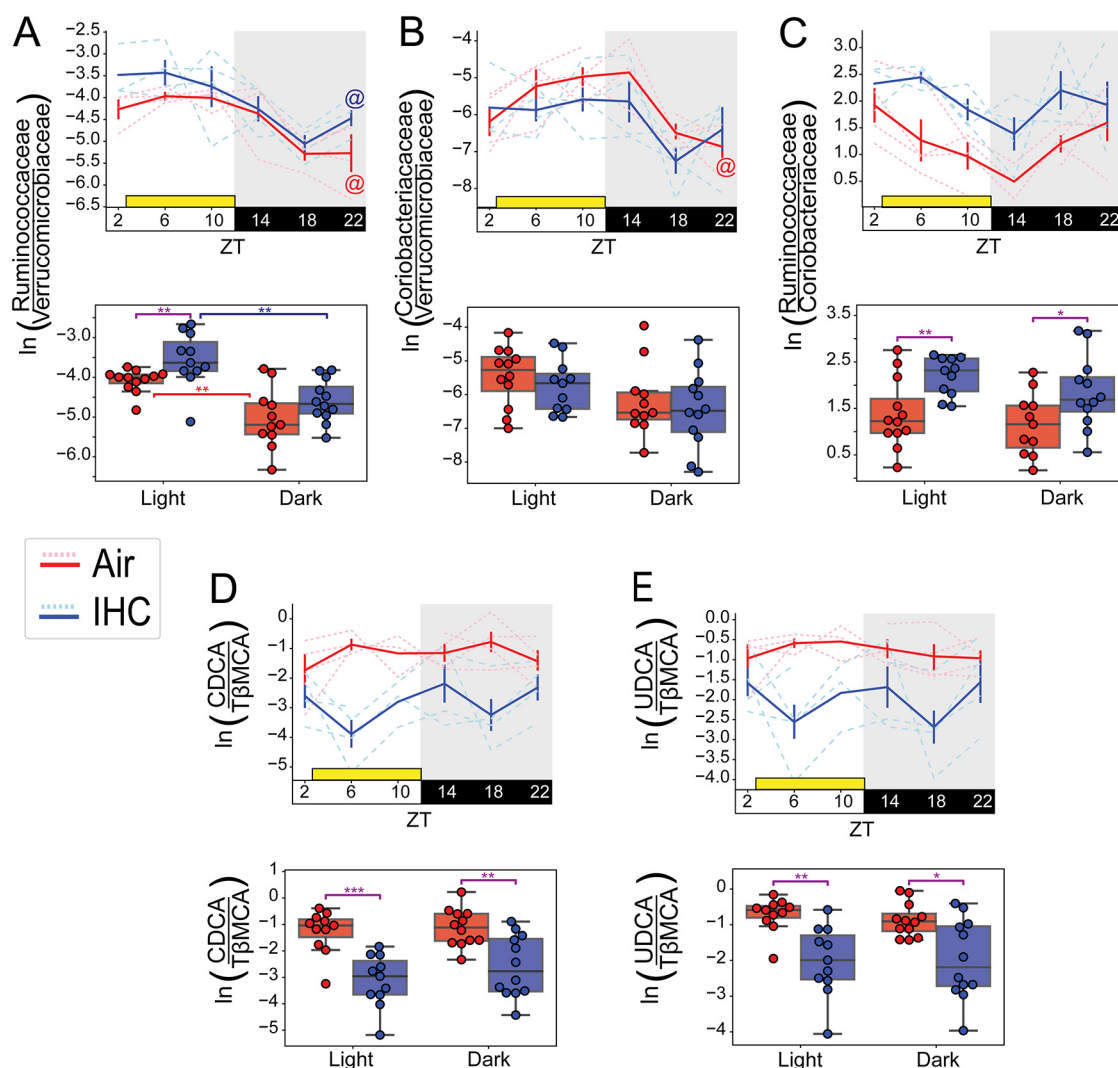 A
B
C
ln (Ruminococcaceae / Verrucomicrobiaceae)
−2.5
−3.0
−3.5
−4.0
−4.5
−5.0
−5.5
−6.0
−6.5
@
@
2 6 10 14 18 22
ZT
ln (Coriobacteriaceae / Verrucomicrobiaceae)
−4
−5
−6
−7
−8
@
2 6 10 14 18 22
ZT
ln (Ruminococcaceae / Coriobacteriaceae)
3.0
2.5
2.0
1.5
1.0
0.5
2 6 10 14 18 22
ZT
−3.0
−4.0
−5.0
−6.0
** **
**
Light Dark
−4
−5
−6
−7
−8
Light Dark
3.5
2.5
1.5
0.5
** *
Light Dark
Air
IHC
D
E
ln (CDCA / TβMCA)
0
−1
−2
−3
−4
−5
2 6 10 14 18 22
ZT
ln (UDCA / TβMCA)
0.0
−0.5
−1.0
−1.5
−2.0
−2.5
−3.0
−3.5
−4.0
2 6 10 14 18 22
ZT
ln (CDCA / TβMCA)
1
0
−1
−2
−3
−4
−5
*** **
Light Dark
ln (UDCA / TβMCA)
0
−1
−2
−3
−4
** *
Light Dark